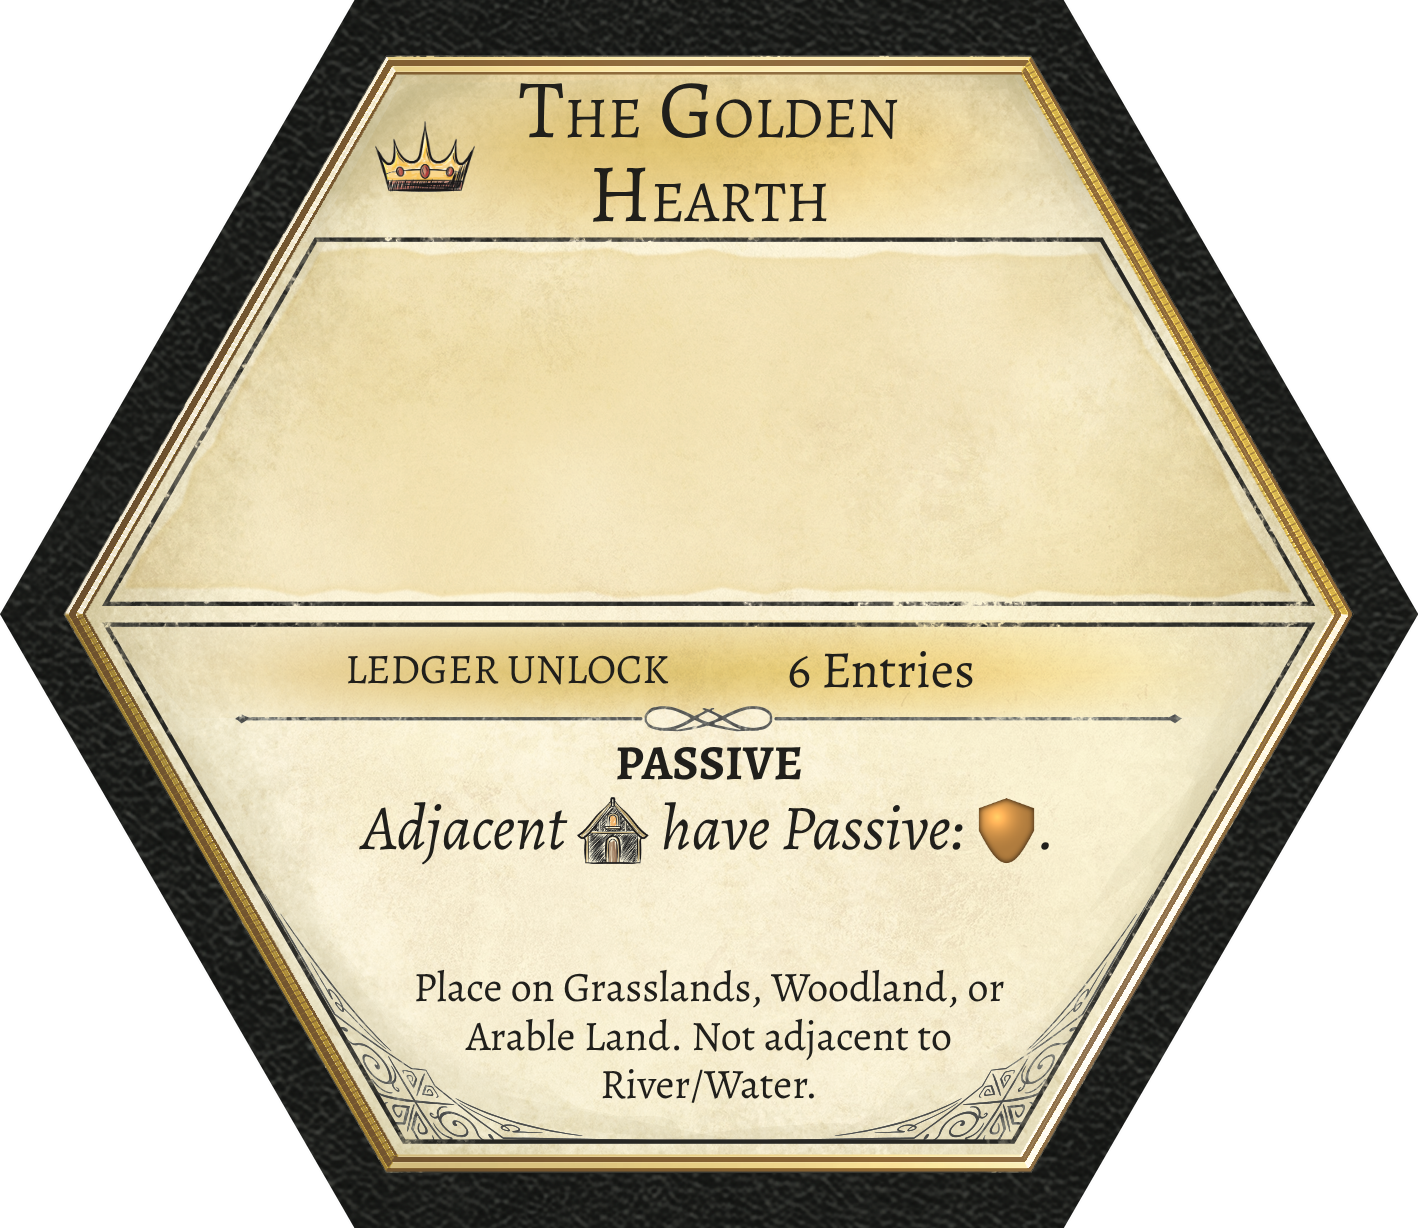 The Golden
Hearth
LEDGER UNLOCK 6 Entries
PASSIVE
Adjacent have Passive: .
Place on Grasslands, Woodland, or
Arable Land. Not adjacent to
River/Water.